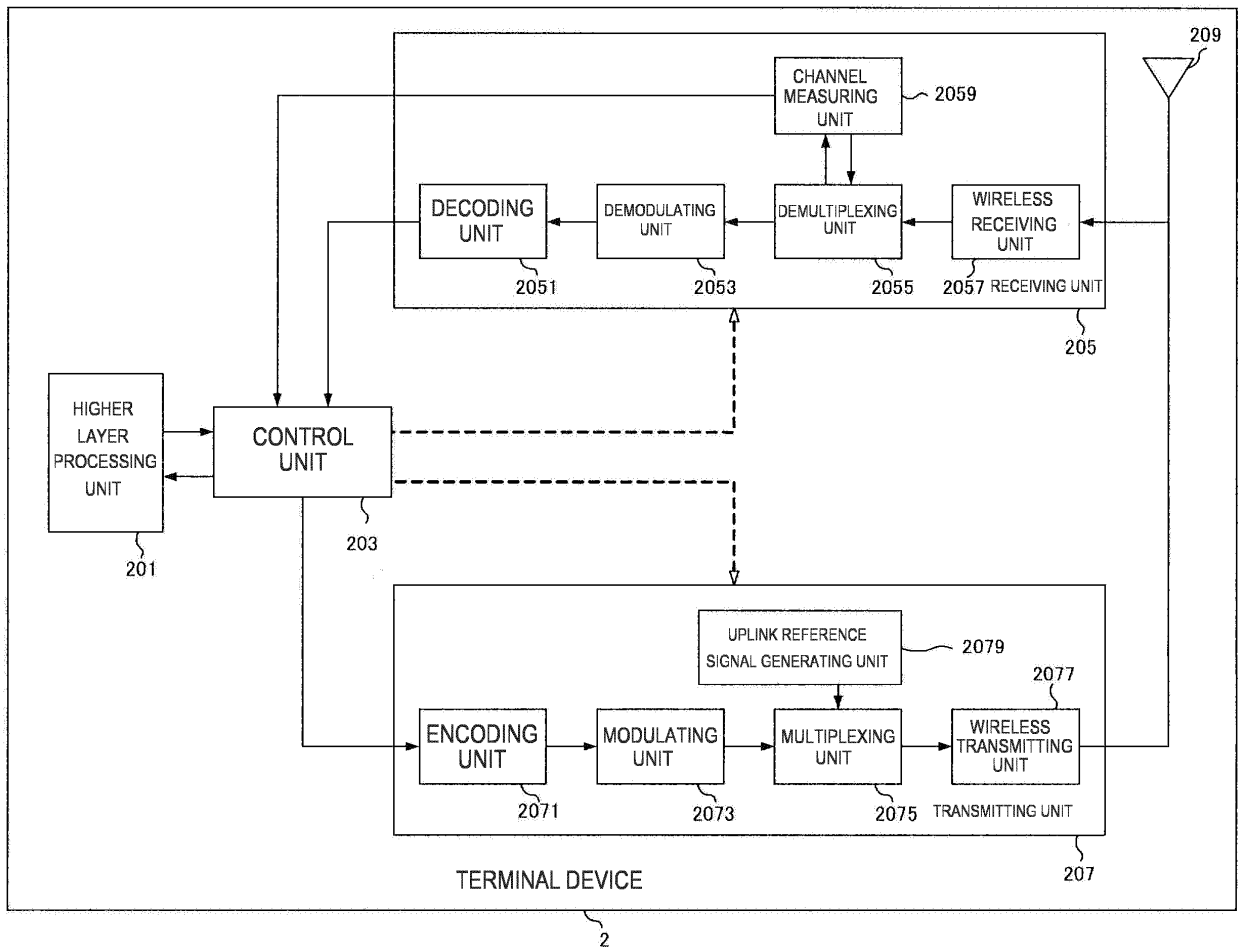 209
CHANNEL
MEASURING
UNIT
2059
DECODING
UNIT
2051
DEMODULATING
UNIT
2053
DEMULTIPLEXING
UNIT
2055
WIRELESS
RECEIVING
UNIT
2057
RECEIVING UNIT
205
HIGHER
LAYER
PROCESSING
UNIT
201
CONTROL
UNIT
203
UPLINK REFERENCE
SIGNAL GENERATING UNIT
2079
ENCODING
UNIT
2071
MODULATING
UNIT
2073
MULTIPLEXING
UNIT
2075
2077
WIRELESS
TRANSMITTING
UNIT
TRANSMITTING UNIT
207
TERMINAL DEVICE
2